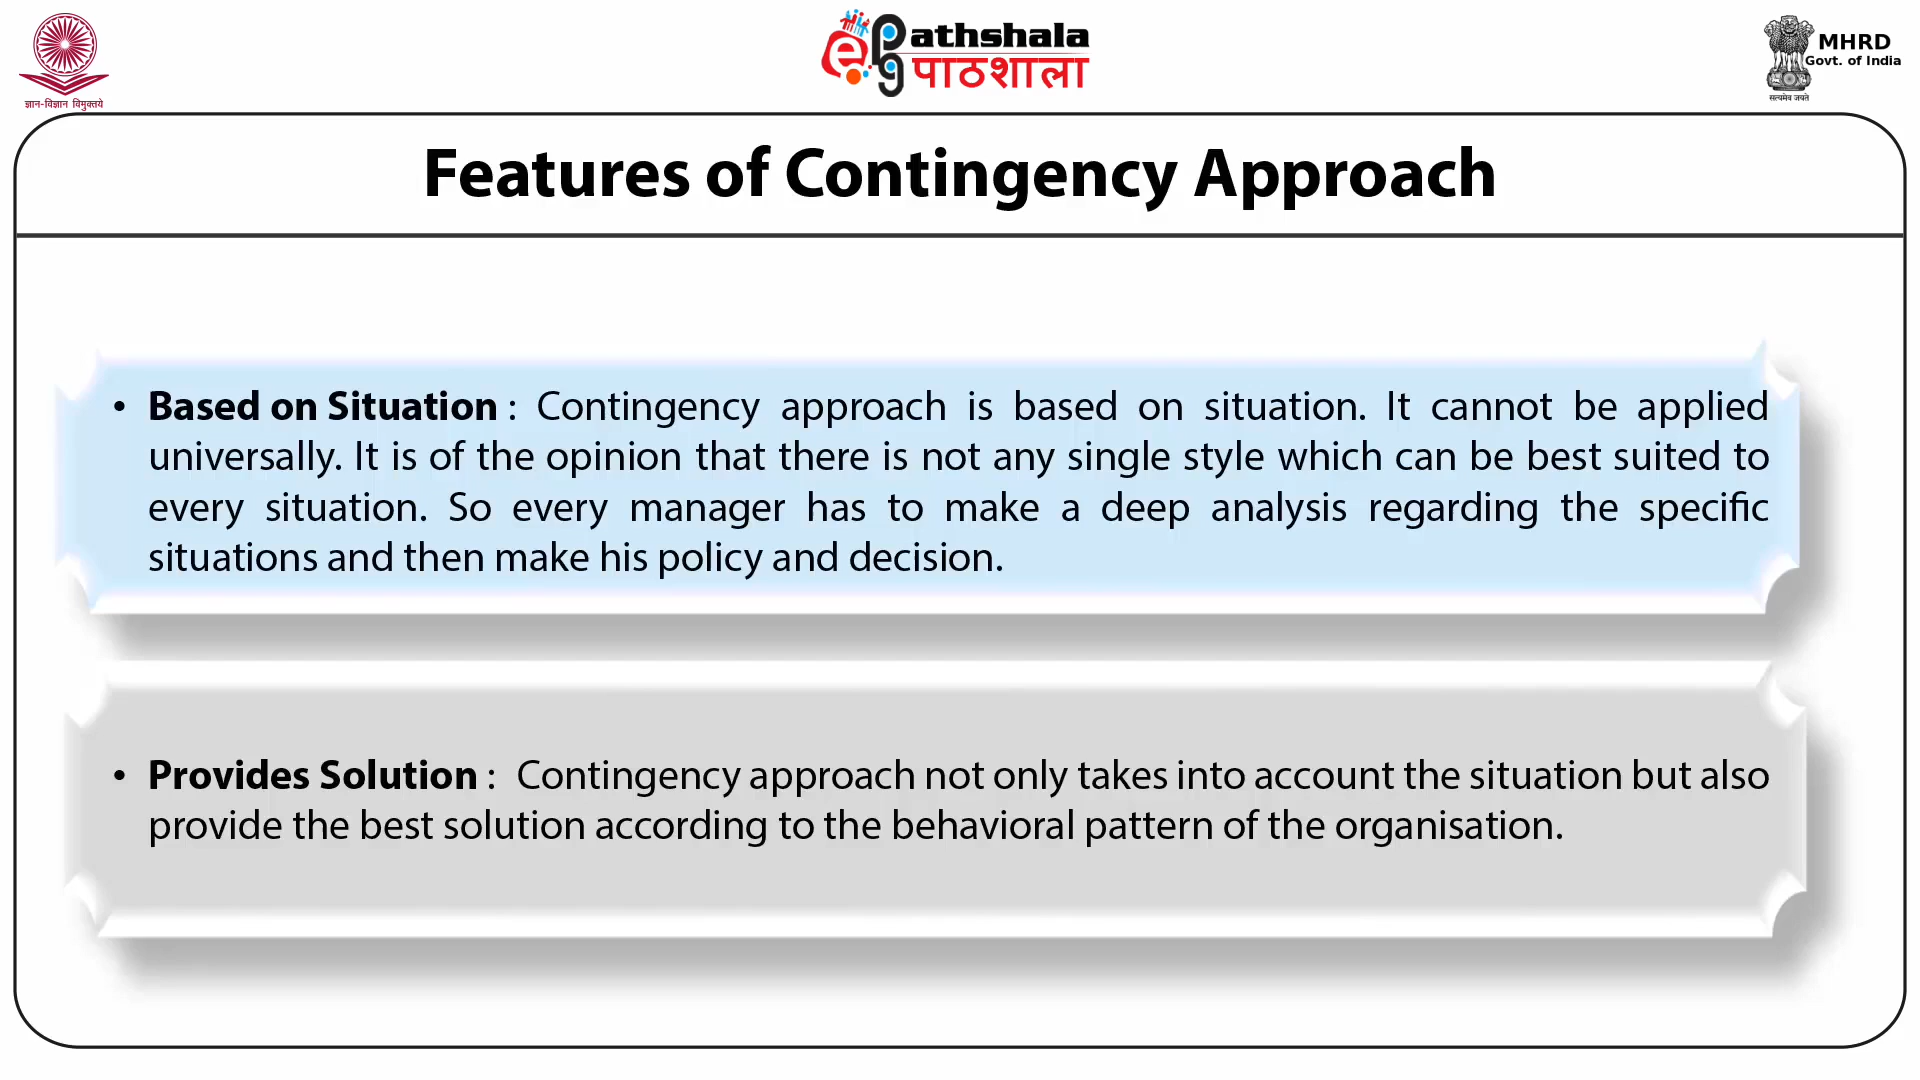 ज्ञान-विज्ञान विमुक्तये
ePGathshala
पाठशाला
MHRD
Govt. of India
सत्यमेव जयते
Features of Contingency Approach
• Based on Situation : Contingency approach is based on situation. It cannot be applied
universally. It is of the opinion that there is not any single style which can be best suited to
every situation. So every manager has to make a deep analysis regarding the specific
situations and then make his policy and decision.
• Provides Solution : Contingency approach not only takes into account the situation but also
provide the best solution according to the behavioral pattern of the organisation.